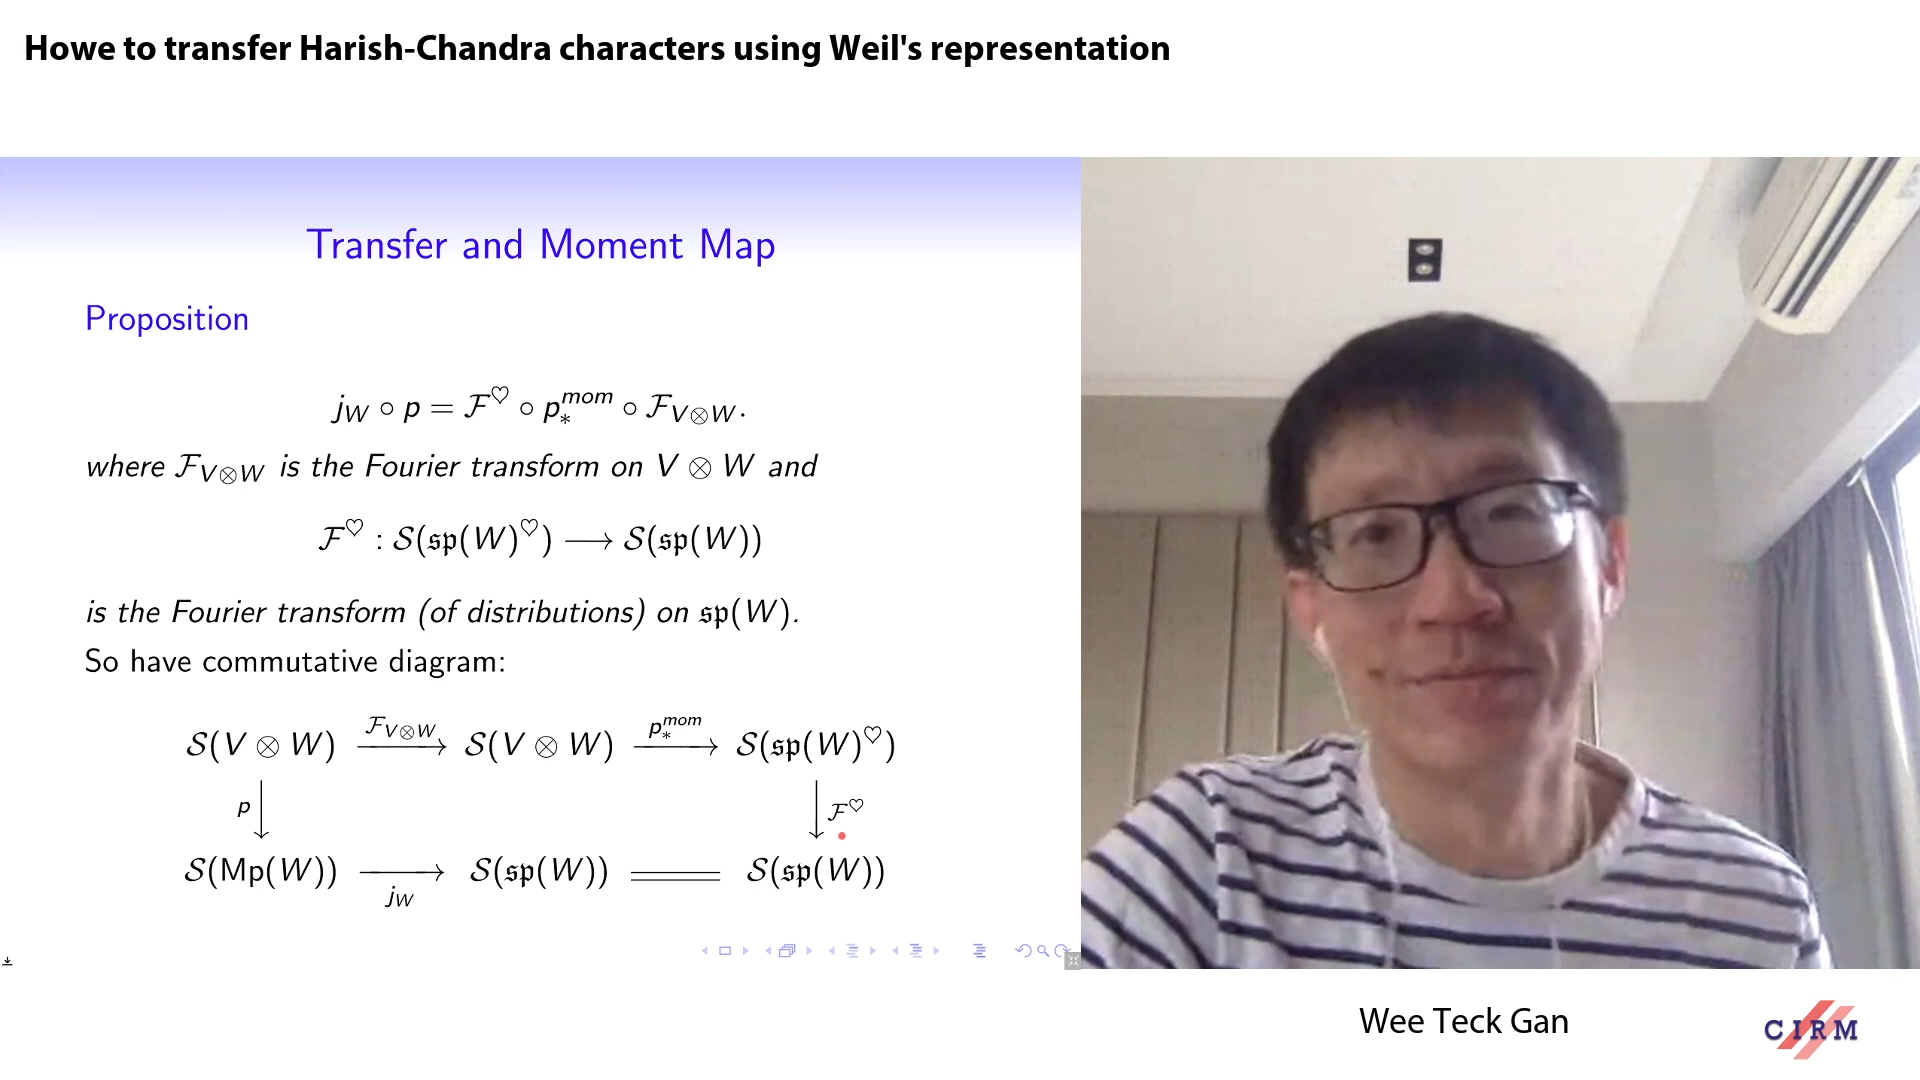 Howe to transfer Harish-Chandra characters using Weil's representation
Transfer and Moment Map
Proposition
j_W ∘ p = ℱ^♡ ∘ p_*^{mom} ∘ ℱ_{V⊗W}.
where ℱ_{V⊗W} is the Fourier transform on V ⊗ W and
ℱ^♡ : 𝒮(𝔰𝔭(W)^♡) ⟶ 𝒮(𝔰𝔭(W))
is the Fourier transform (of distributions) on 𝔰𝔭(W).
So have commutative diagram:
ℱ_{V⊗W} p_*^{mom}
𝒮(V ⊗ W) ⟶ 𝒮(V ⊗ W) ⟶ 𝒮(𝔰𝔭(W)^♡)
p ↓ ↓ ℱ^♡
𝒮(Mp(W)) ⟶ 𝒮(𝔰𝔭(W)) ═══ 𝒮(𝔰𝔭(W))
j_W
Wee Teck Gan
CIRM